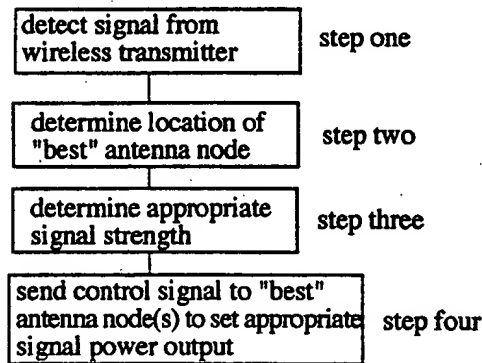 detect signal from
wireless transmitter
step one
determine location of
"best" antenna node
step two
determine appropriate
signal strength
step three
send control signal to "best"
antenna node(s) to set appropriate
signal power output
step four